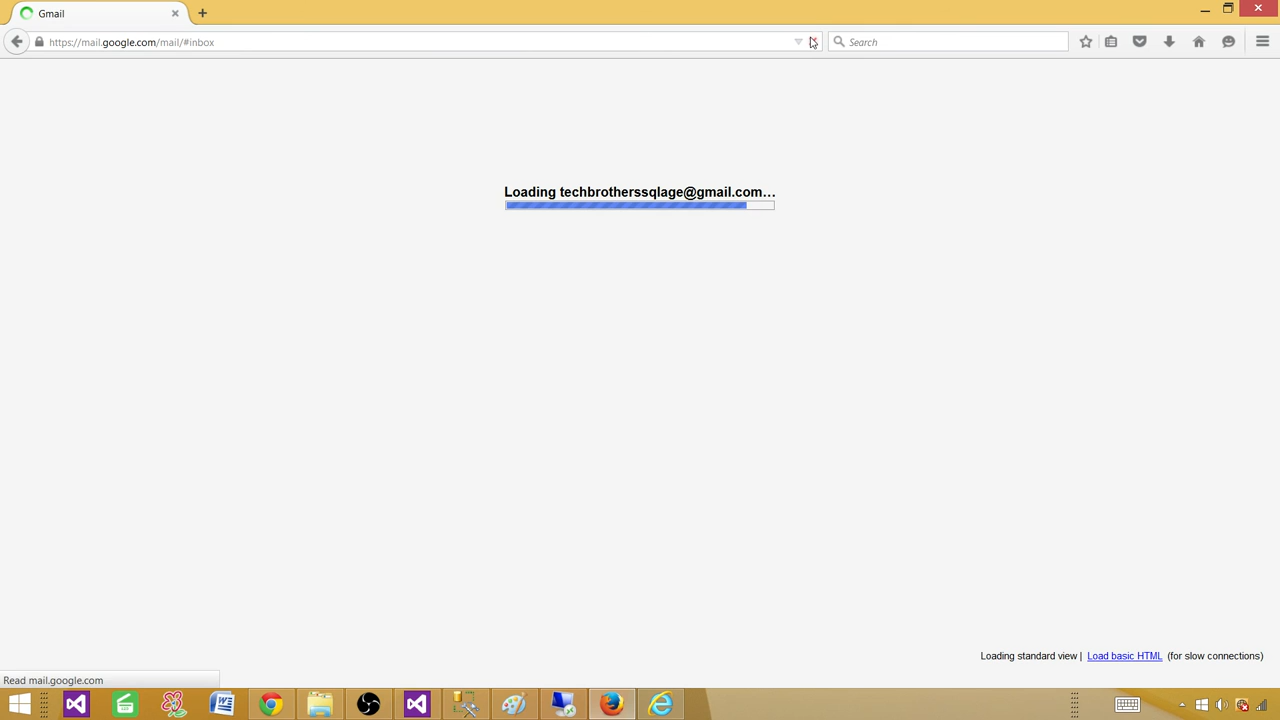 Gmail
https://mail.google.com/mail/#inbox
Search
Loading techbrotherssqlage@gmail.com...
Loading standard view | Load basic HTML (for slow connections)
Read mail.google.com